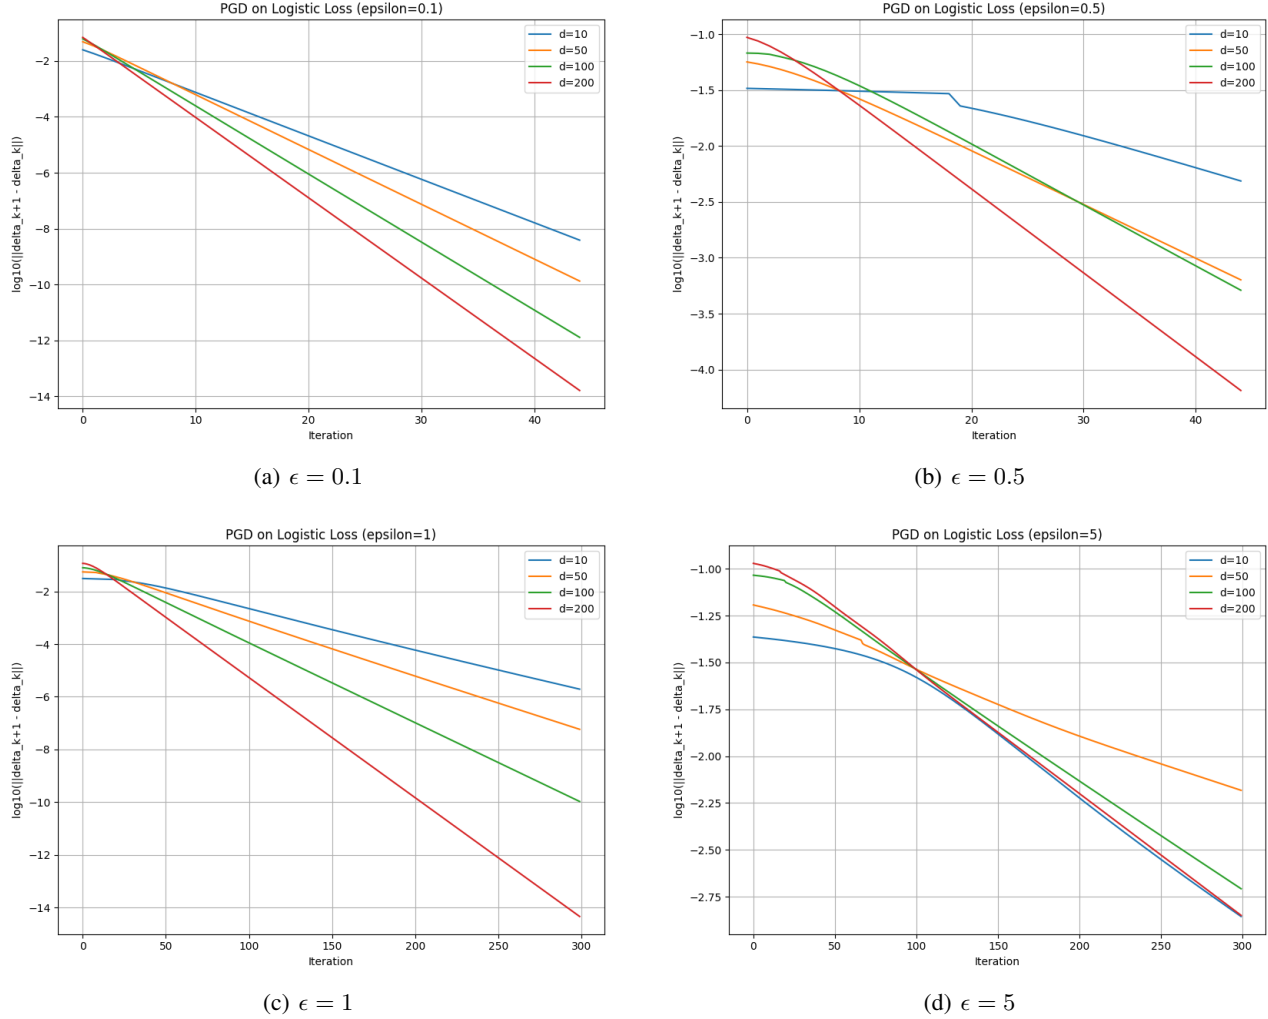 PGD on Logistic Loss (epsilon=0.1)
d=10
d=50
d=100
d=200
log10(||delta_k+1 - delta_k||)
−2
−4
−6
−8
−10
−12
−14
0 10 20 30 40
Iteration
(a) ϵ = 0.1
PGD on Logistic Loss (epsilon=0.5)
d=10
d=50
d=100
d=200
log10(||delta_k+1 - delta_k||)
−1.0
−1.5
−2.0
−2.5
−3.0
−3.5
−4.0
0 10 20 30 40
Iteration
(b) ϵ = 0.5
PGD on Logistic Loss (epsilon=1)
d=10
d=50
d=100
d=200
log10(||delta_k+1 - delta_k||)
−2
−4
−6
−8
−10
−12
−14
0 50 100 150 200 250 300
Iteration
(c) ϵ = 1
PGD on Logistic Loss (epsilon=5)
d=10
d=50
d=100
d=200
log10(||delta_k+1 - delta_k||)
−1.00
−1.25
−1.50
−1.75
−2.00
−2.25
−2.50
−2.75
0 50 100 150 200 250 300
Iteration
(d) ϵ = 5